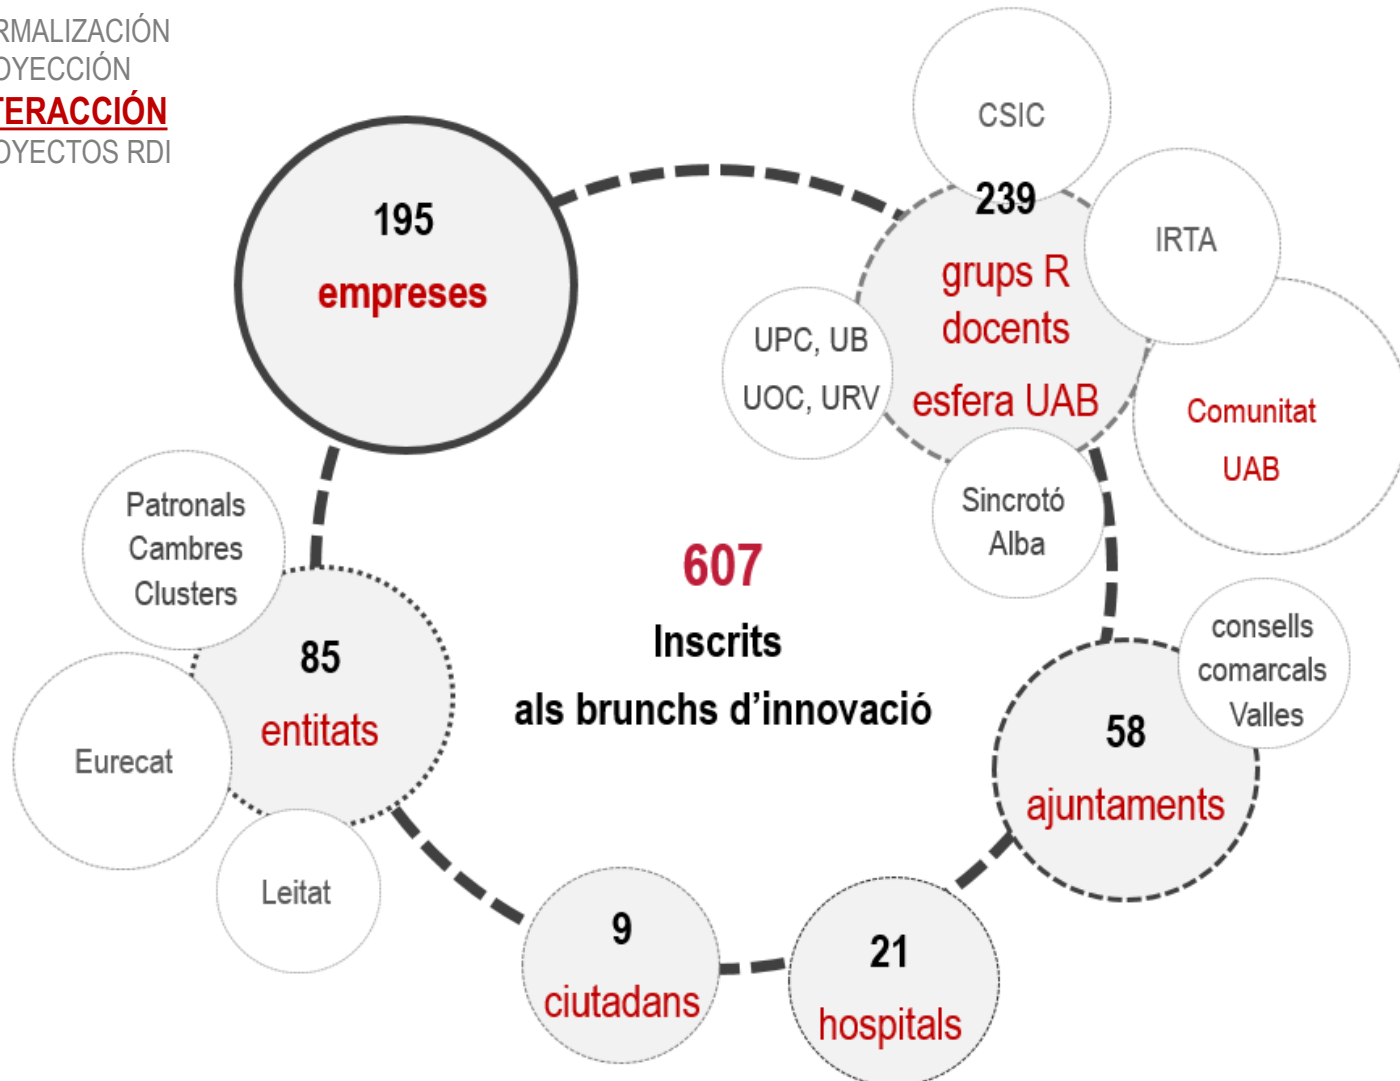 RMALIZACIÓN
OYECCIÓN
TERACCIÓN
OYECTOS RDI
195
empreses
CSIC
239
grups R
docents
esfera UAB
IRTA
UPC, UB
UOC, URV
Comunitat
UAB
Sincrotó
Alba
Patronals
Cambres
Clusters
607
Inscrits
als brunchs d’innovació
85
entitats
Eurecat
Leitat
consells
comarcals
Valles
58
ajuntaments
9
ciutadans
21
hospitals